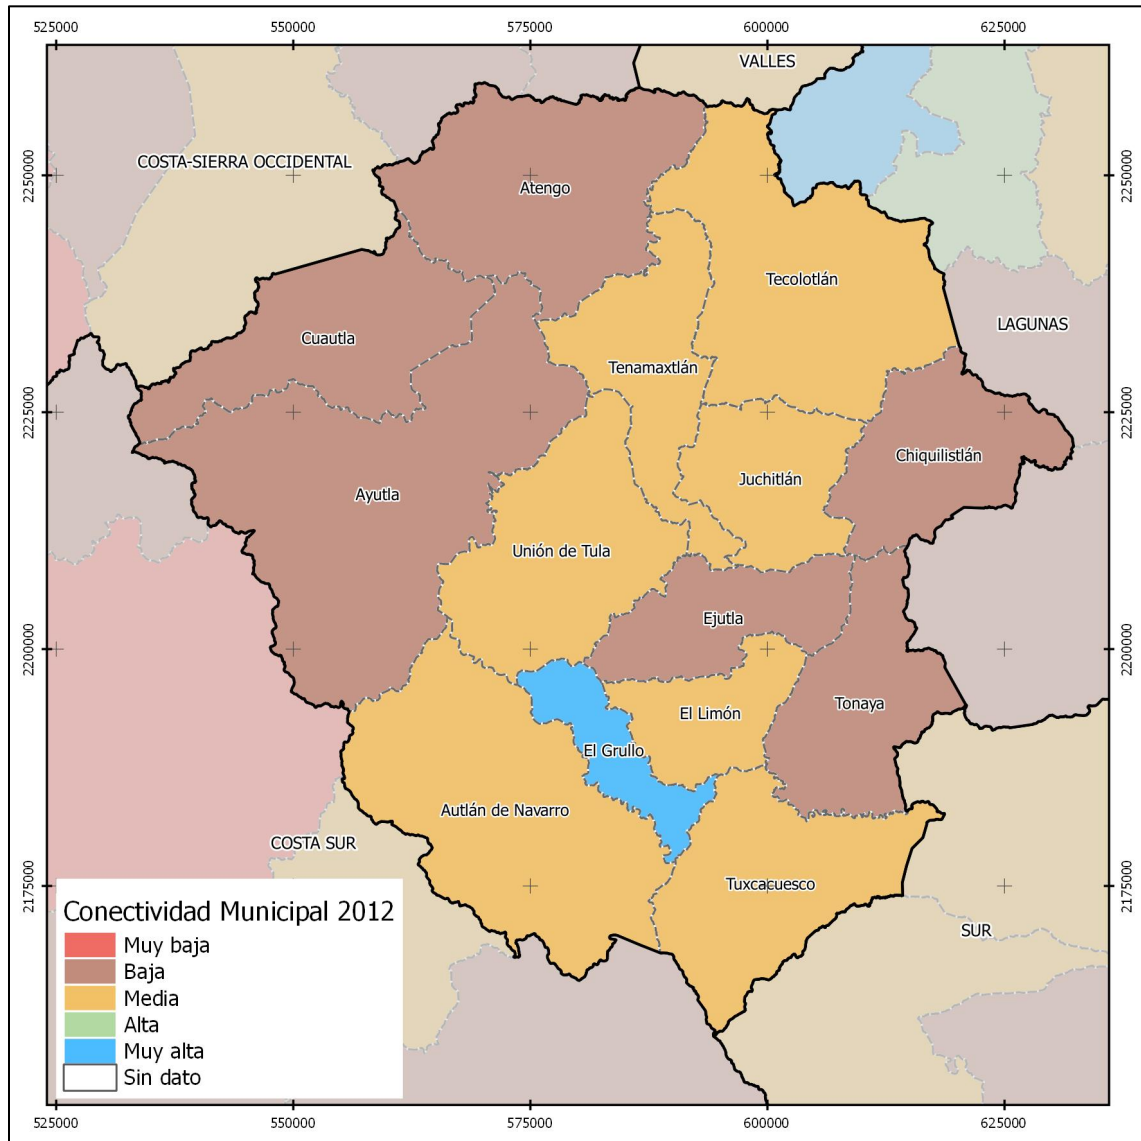 525000 550000 575000 600000 625000
VALLES
COSTA-SIERRA OCCIDENTAL
2250000
2250000
Atengo
Tecolotlán
LAGUNAS
Cuautla
Tenamaxtlán
2225000
2225000
Chiquilistlán
Juchitlán
Ayutla
Unión de Tula
Ejutla
2200000
2200000
Tonaya
El Limón
El Grullo
Autlán de Navarro
COSTA SUR
2175000
2175000
Tuxcacuesco
SUR
Conectividad Municipal 2012
Muy baja
Baja
Media
Alta
Muy alta
Sin dato
525000 550000 575000 600000 625000